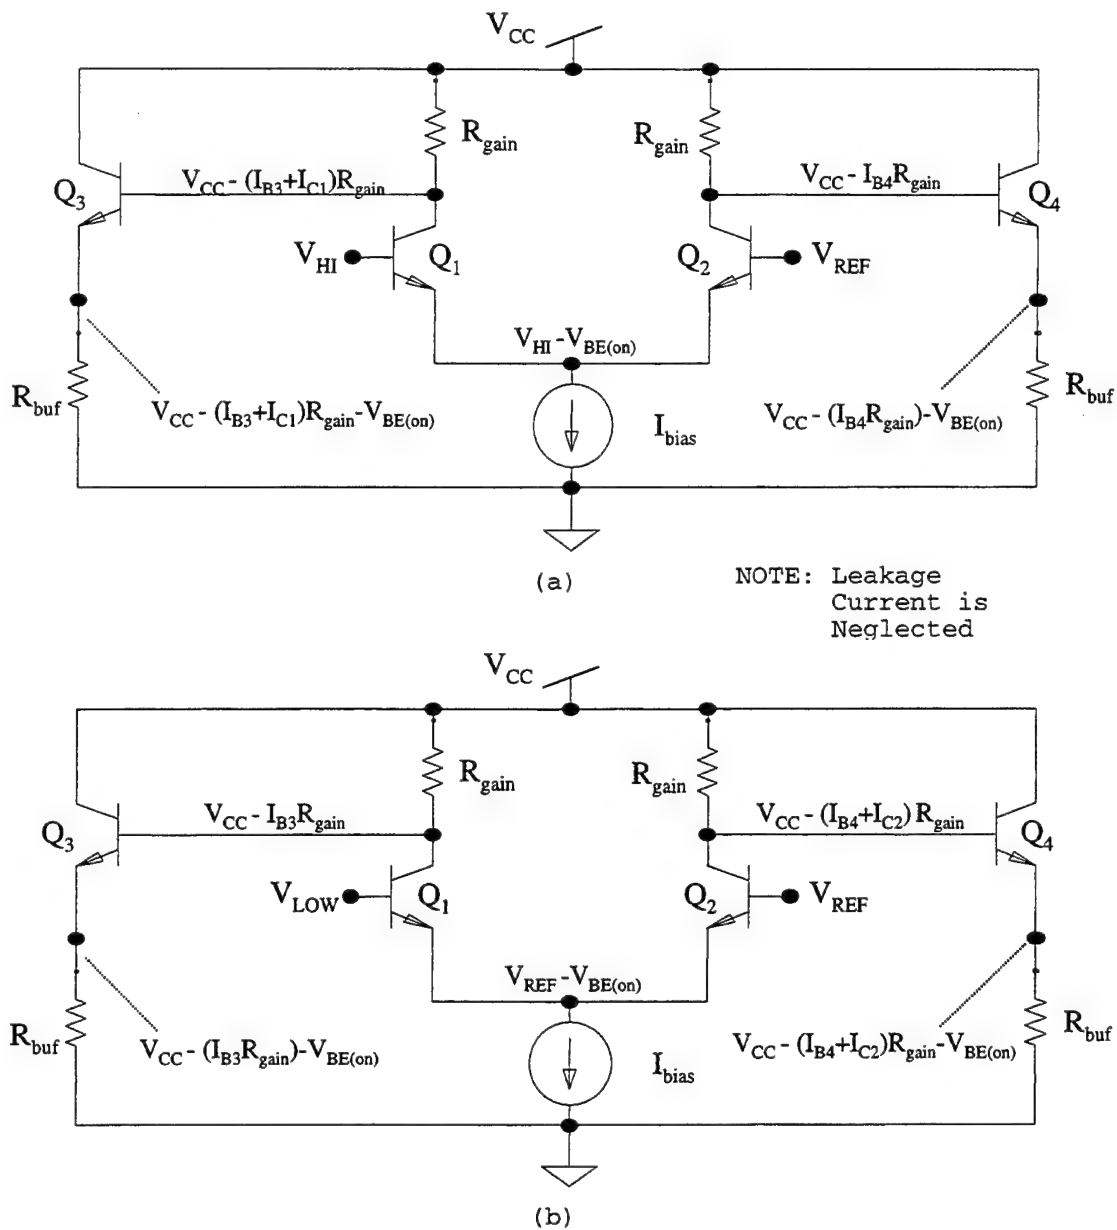 V_CC
R_gain
R_gain
Q_3
V_CC - (I_B3+I_C1)R_gain
V_CC - I_B4R_gain
Q_4
V_HI
Q_1
Q_2
V_REF
V_HI - V_BE(on)
R_buf
V_CC - (I_B3+I_C1)R_gain-V_BE(on)
I_bias
V_CC - (I_B4R_gain)-V_BE(on)
R_buf
(a)
NOTE: Leakage
Current is
Neglected
V_CC
R_gain
R_gain
Q_3
V_CC - I_B3R_gain
V_CC - (I_B4+I_C2) R_gain
Q_4
V_LOW
Q_1
Q_2
V_REF
V_REF - V_BE(on)
R_buf
V_CC - (I_B3R_gain)-V_BE(on)
I_bias
V_CC - (I_B4+I_C2)R_gain-V_BE(on)
R_buf
(b)